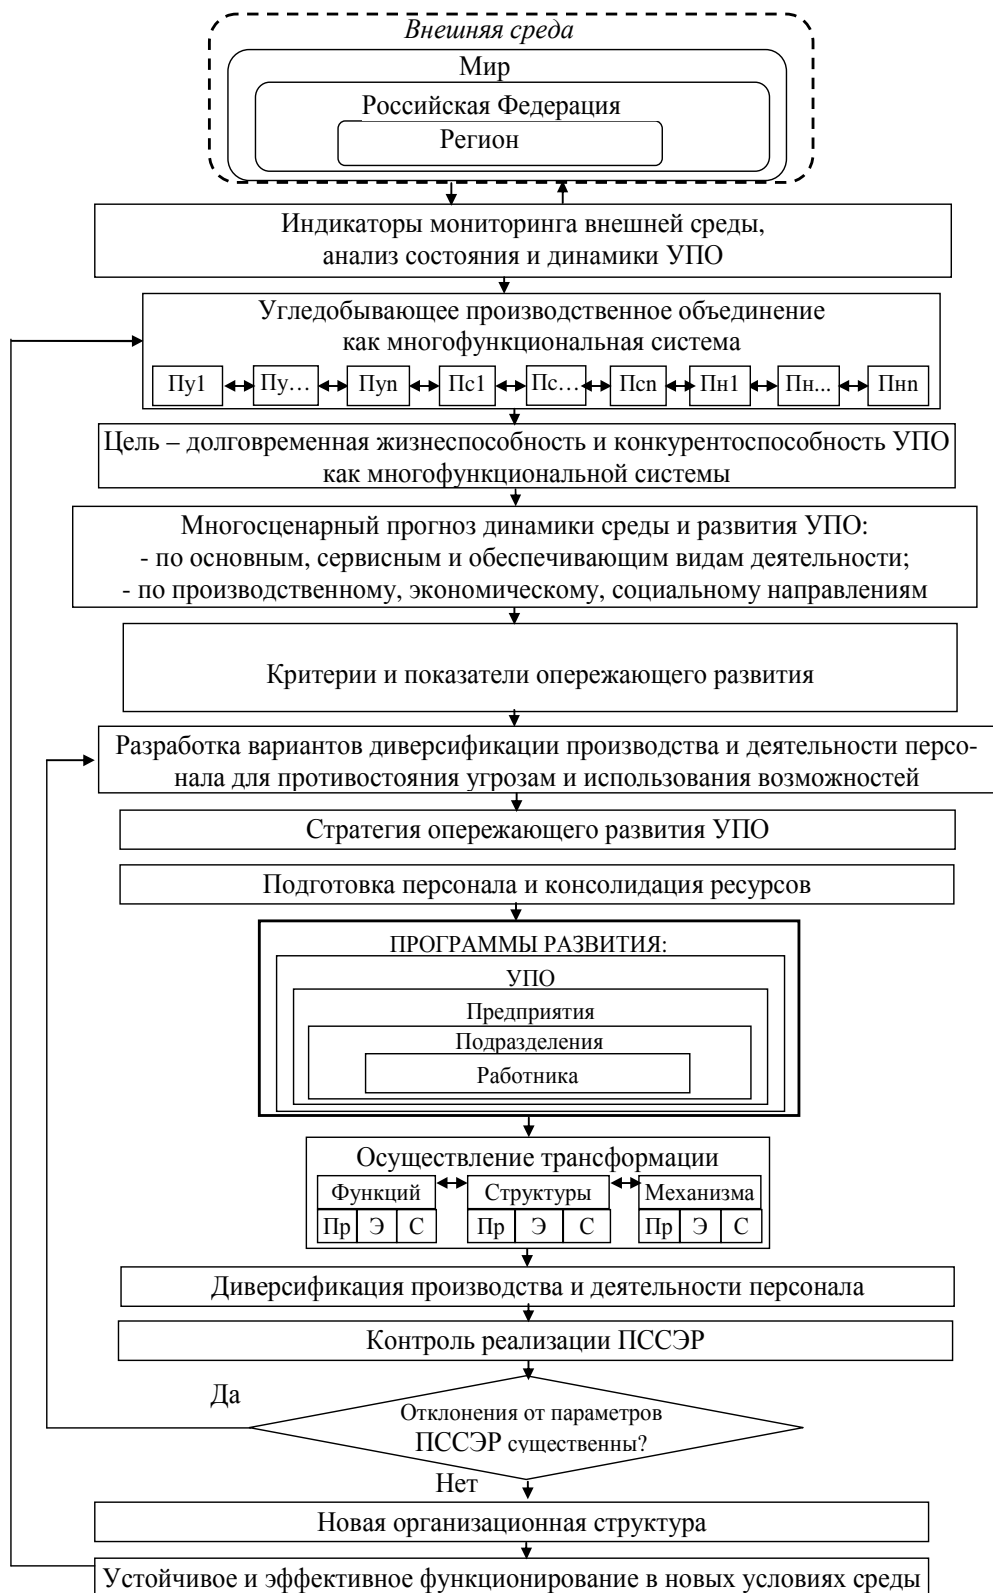 Внешняя среда
Мир
Российская Федерация
Регион
Индикаторы мониторинга внешней среды,
анализ состояния и динамики УПО
Угледобывающее производственное объединение
как многофункциональная система
Пу1 Пу… Пуn Пс1 Пс… Псn Пн1 Пн... Пнn
Цель – долговременная жизнеспособность и конкурентоспособность УПО
как многофункциональной системы
Многосценарный прогноз динамики среды и развития УПО:
- по основным, сервисным и обеспечивающим видам деятельности;
- по производственному, экономическому, социальному направлениям
Критерии и показатели опережающего развития
Разработка вариантов диверсификации производства и деятельности персо-
нала для противостояния угрозам и использования возможностей
Стратегия опережающего развития УПО
Подготовка персонала и консолидация ресурсов
ПРОГРАММЫ РАЗВИТИЯ:
УПО
Предприятия
Подразделения
Работника
Осуществление трансформации
Функций Структуры Механизма
Пр Э С Пр Э С Пр Э С
Диверсификация производства и деятельности персонала
Контроль реализации ПССЭР
Да
Отклонения от параметров
ПССЭР существенны?
Нет
Новая организационная структура
Устойчивое и эффективное функционирование в новых условиях среды